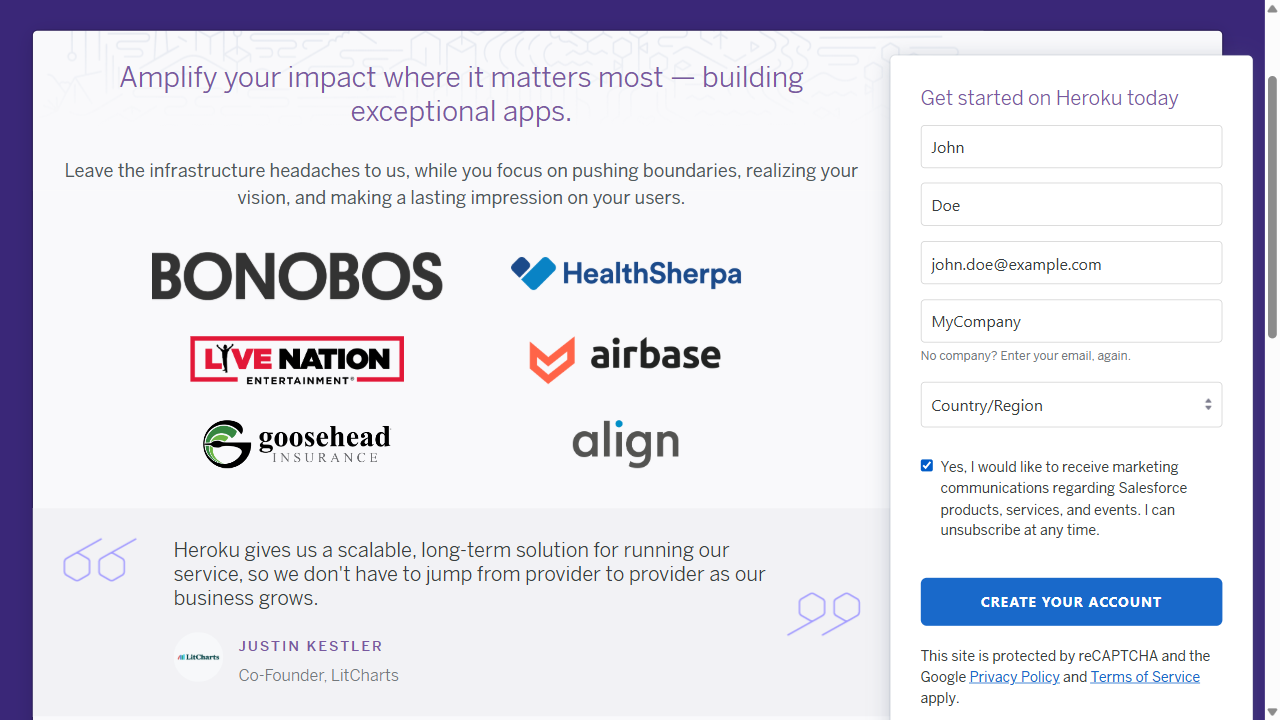 Amplify your impact where it matters most — building
exceptional apps.
Leave the infrastructure headaches to us, while you focus on pushing boundaries, realizing your
vision, and making a lasting impression on your users.
BONOBOS
HealthSherpa
LIVE NATION
ENTERTAINMENT®
airbase
goosehead
INSURANCE
align
Heroku gives us a scalable, long-term solution for running our
service, so we don't have to jump from provider to provider as our
business grows.
LitCharts
JUSTIN KESTLER
Co-Founder, LitCharts
Get started on Heroku today
John
Doe
john.doe@example.com
MyCompany
No company? Enter your email, again.
Country/Region
Yes, I would like to receive marketing
communications regarding Salesforce
products, services, and events. I can
unsubscribe at any time.
CREATE YOUR ACCOUNT
This site is protected by reCAPTCHA and the
Google Privacy Policy and Terms of Service
apply.